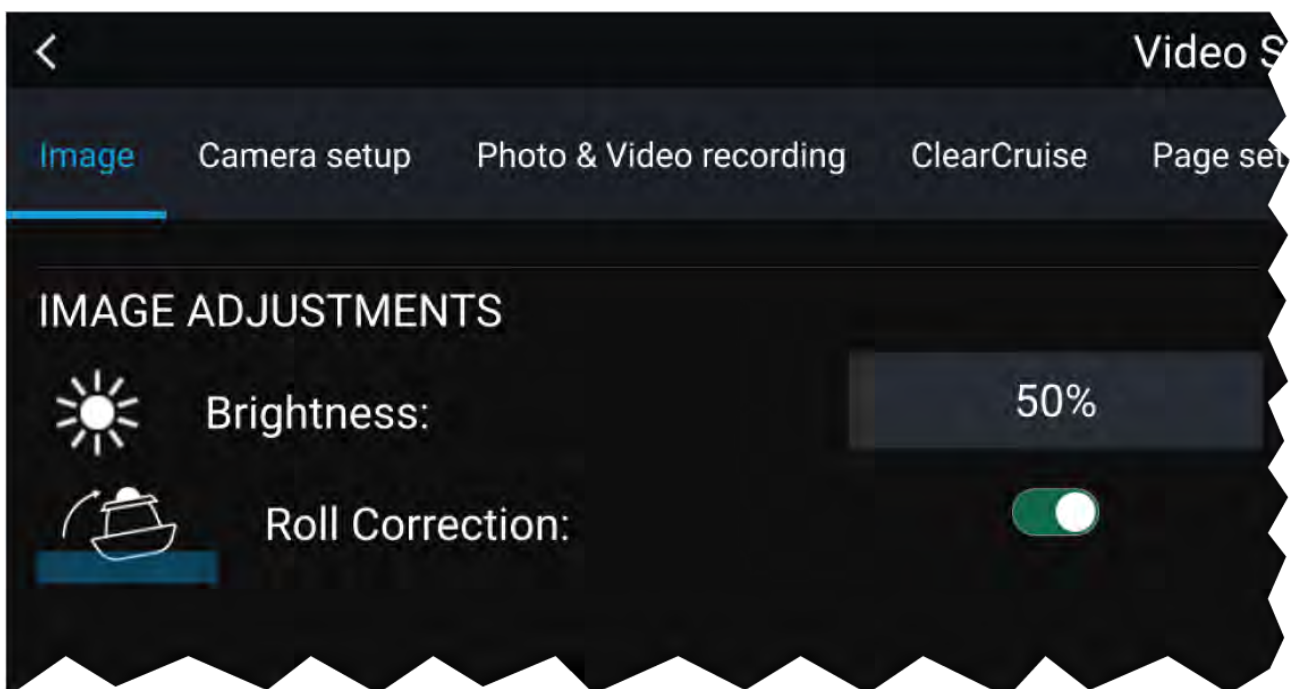 Video S
Image Camera setup Photo & Video recording ClearCruise Page set
IMAGE ADJUSTMENTS
Brightness: 50%
Roll Correction: